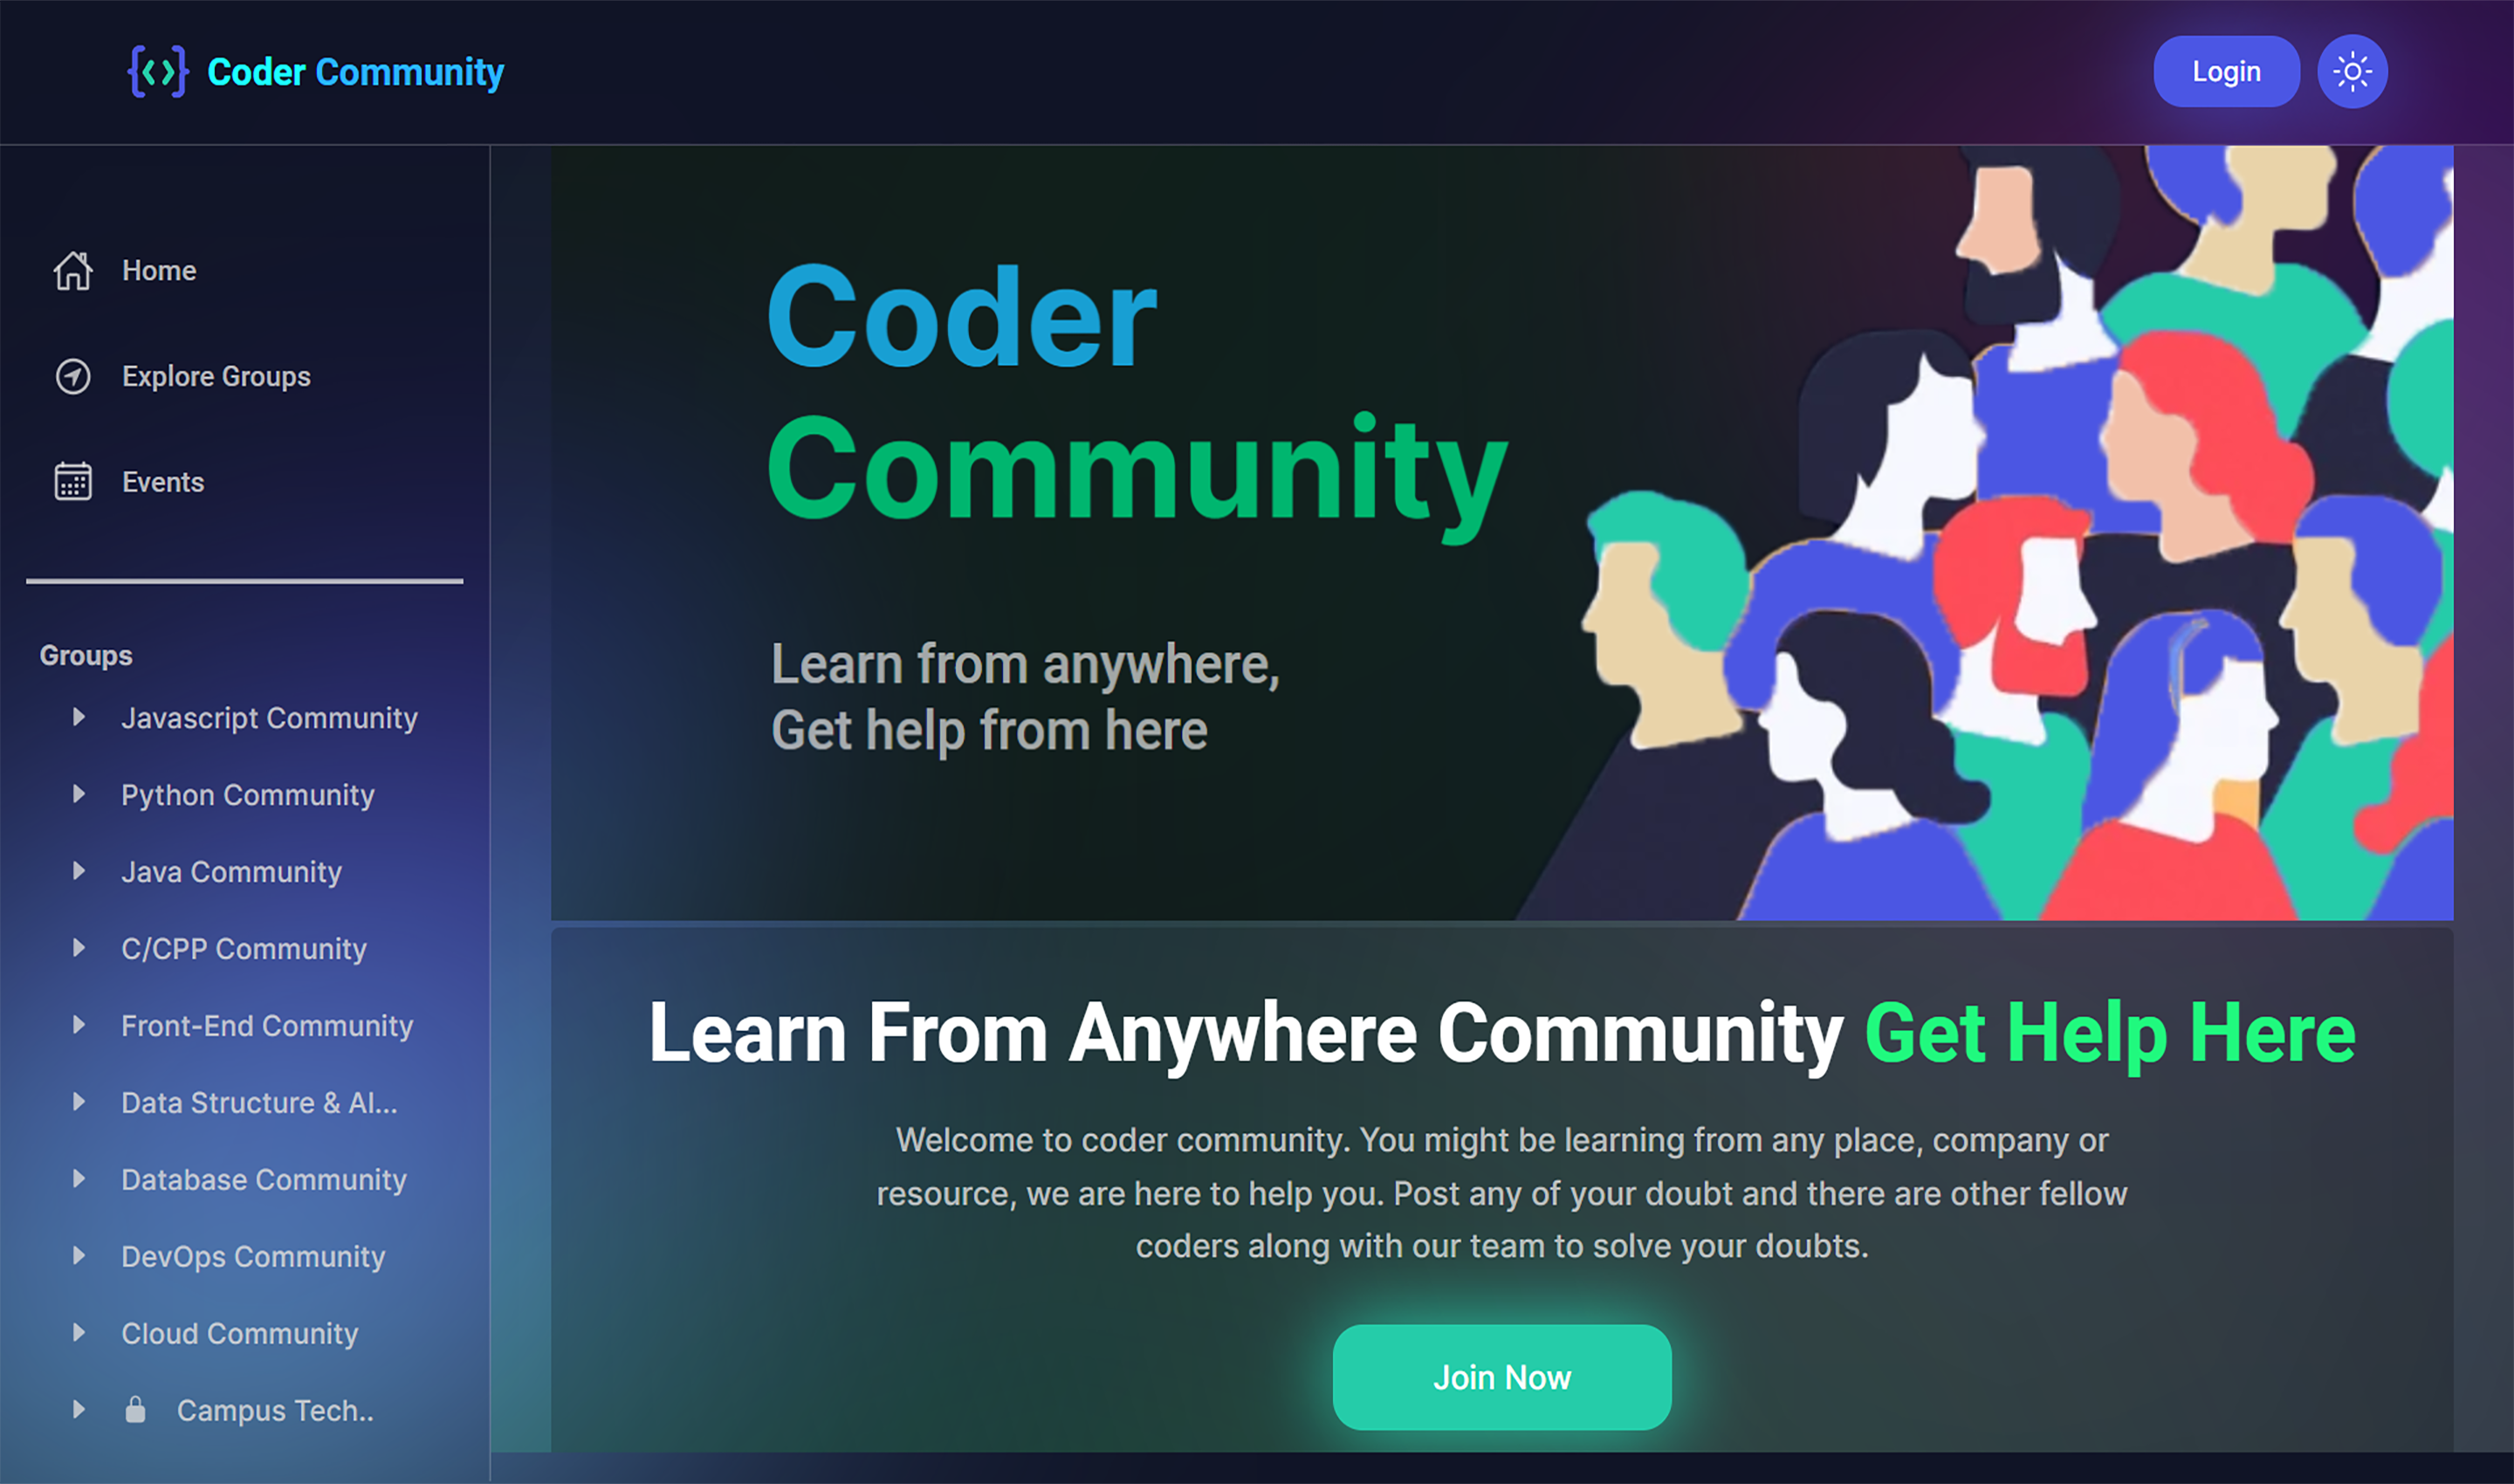 Coder Community
Login
Home
Explore Groups
Events
Groups
Javascript Community
Python Community
Java Community
C/CPP Community
Front-End Community
Data Structure & Al...
Database Community
DevOps Community
Cloud Community
Campus Tech..
Coder
Community
Learn from anywhere,
Get help from here
Learn From Anywhere Community Get Help Here
Welcome to coder community. You might be learning from any place, company or
resource, we are here to help you. Post any of your doubt and there are other fellow
coders along with our team to solve your doubts.
Join Now